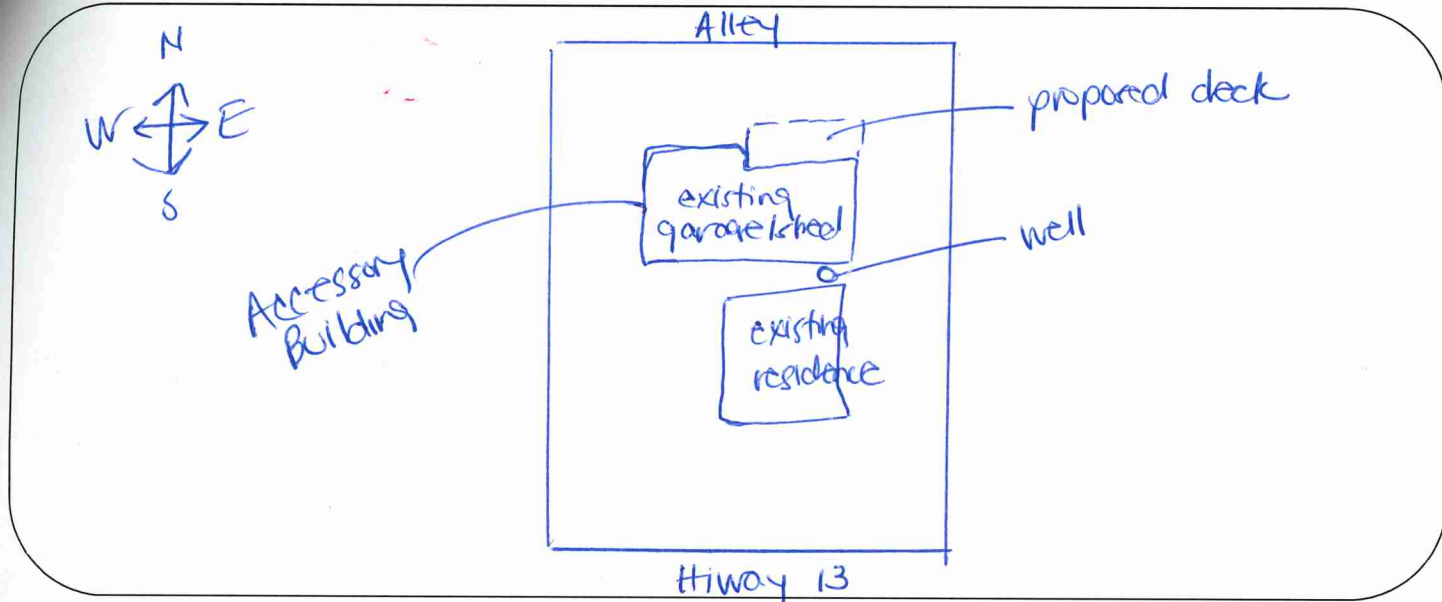 Alley
N
W E
S
proposed deck
existing
garage/shed
well
Accessory
Building
existing
residence
Hiway 13